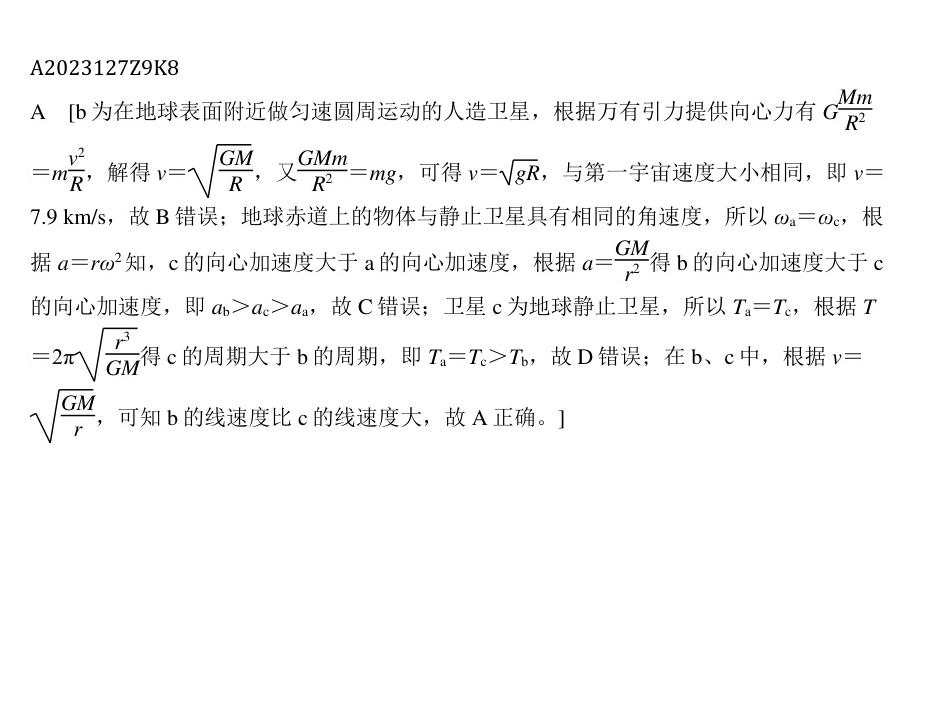 A2023127Z9K8
A [b 为在地球表面附近做匀速圆周运动的人造卫星，根据万有引力提供向心力有 G\frac{Mm}{R^2}
＝m\frac{v^2}{R}，解得 v＝\sqrt{\frac{GM}{R}}，又\frac{GMm}{R^2}＝mg，可得 v＝\sqrt{gR}，与第一宇宙速度大小相同，即 v＝
7.9 km/s，故 B 错误；地球赤道上的物体与静止卫星具有相同的角速度，所以 ω_a＝ω_c，根
据 a＝rω^2 知，c 的向心加速度大于 a 的向心加速度，根据 a＝\frac{GM}{r^2}得 b 的向心加速度大于 c
的向心加速度，即 a_b＞a_c＞a_a，故 C 错误；卫星 c 为地球静止卫星，所以 T_a＝T_c，根据 T
＝2π\sqrt{\frac{r^3}{GM}}得 c 的周期大于 b 的周期，即 T_a＝T_c＞T_b，故 D 错误；在 b、c 中，根据 v＝
\sqrt{\frac{GM}{r}}，可知 b 的线速度比 c 的线速度大，故 A 正确。]